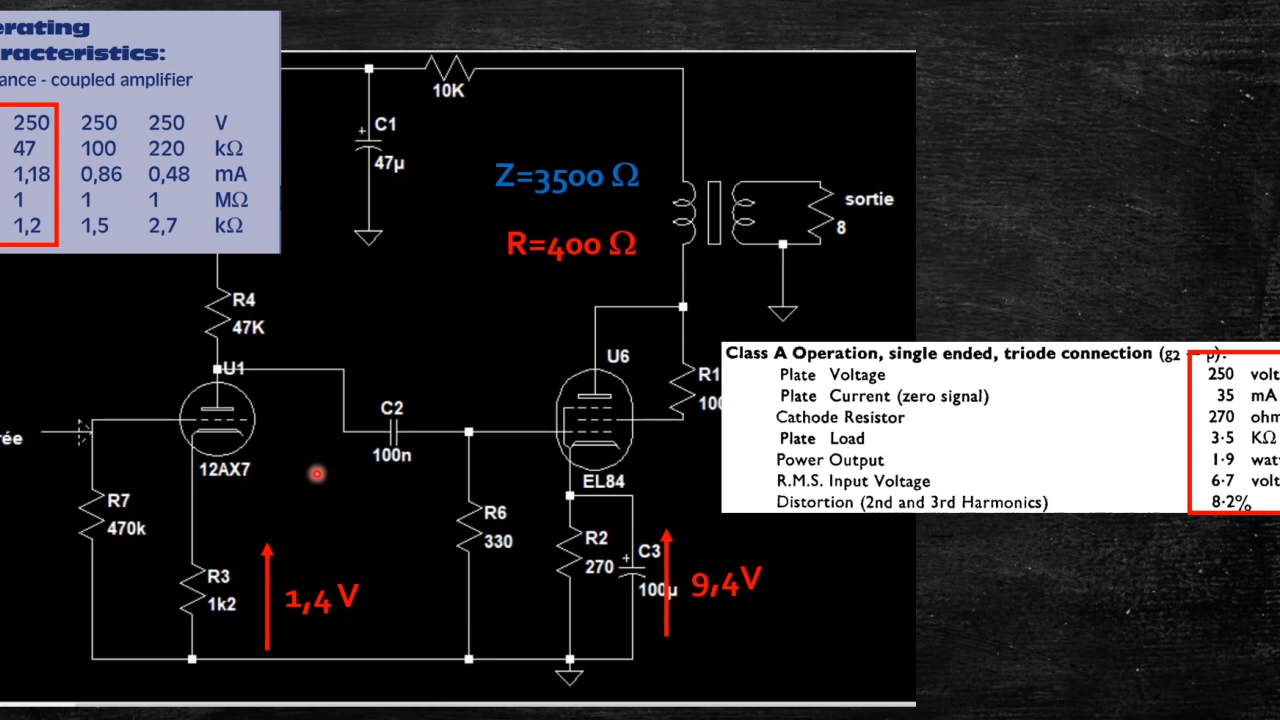 erating
racteristics:
ance - coupled amplifier
250 250 250 V
47 100 220 kΩ
1,18 0,86 0,48 mA
1 1 1 MΩ
1,2 1,5 2,7 kΩ
10K
+
C1
47µ
Z=3500 Ω
R=400 Ω
sortie
8
R4
47K
U1
12AX7
ée
R7
470k
R3
1k2
1,4 V
C2
100n
R6
330
U6
EL84
R1
100
R2
270
+
C3
100µ
9,4V
Class A Operation, single ended, triode connection (g2 – p).
Plate Voltage 250 volt
Plate Current (zero signal) 35 mA
Cathode Resistor 270 ohm
Plate Load 3·5 KΩ
Power Output 1·9 wat
R.M.S. Input Voltage 6·7 volt
Distortion (2nd and 3rd Harmonics) 8·2%